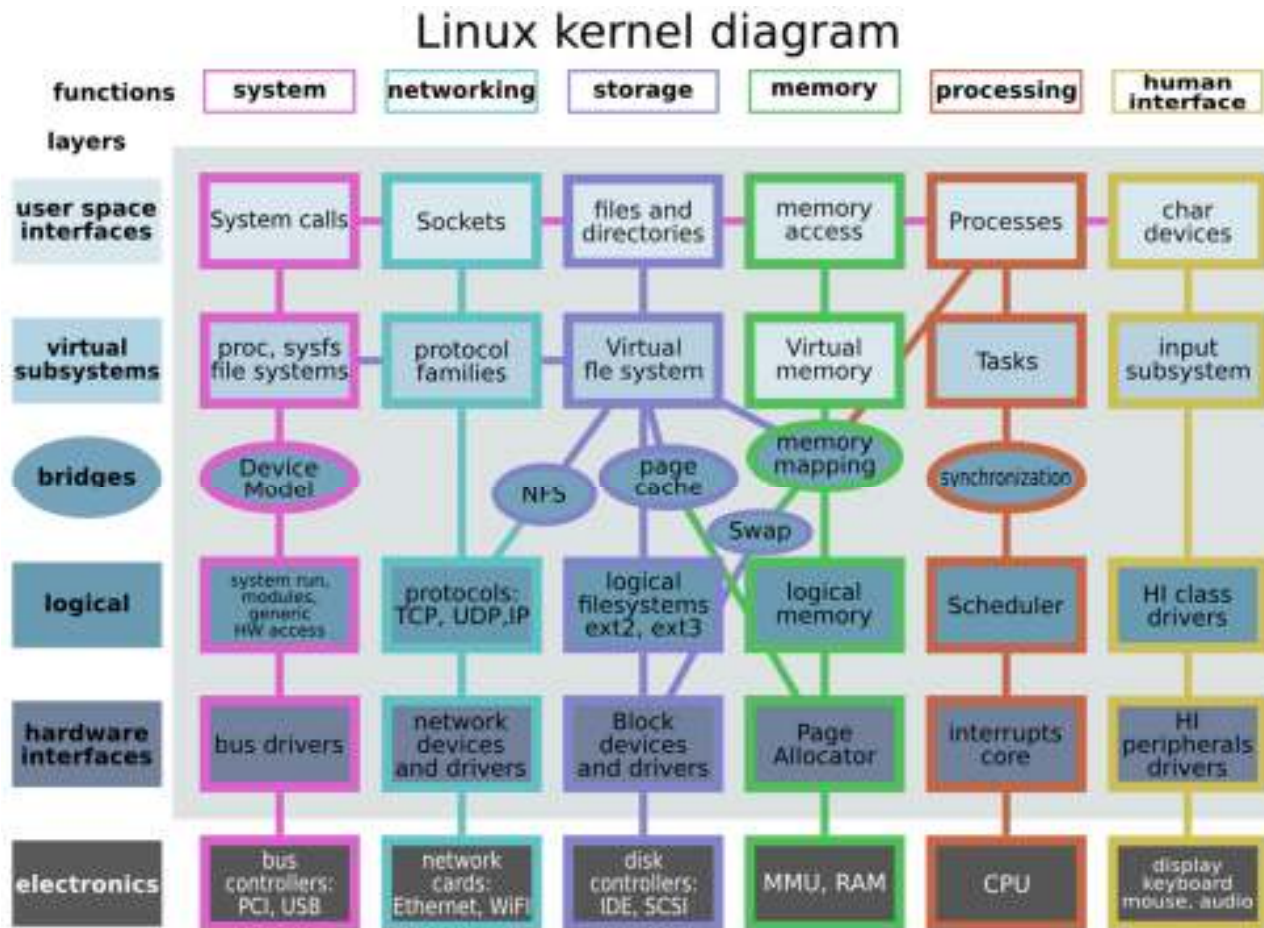 Linux kernel diagram
functions
system
networking
storage
memory
processing
human
interface
layers
user space
interfaces
System calls
Sockets
files and
directories
memory
access
Processes
char
devices
virtual
subsystems
proc, sysfs
file systems
protocol
families
Virtual
fle system
Virtual
memory
Tasks
input
subsystem
bridges
Device
Model
NFS
page
cache
memory
mapping
Swap
synchronization
logical
system run,
modules,
generic
HW access
protocols:
TCP, UDP,IP
logical
filesystems
ext2, ext3
logical
memory
Scheduler
HI class
drivers
hardware
interfaces
bus drivers
network
devices
and drivers
Block
devices
and drivers
Page
Allocator
interrupts
core
HI
peripherals
drivers
electronics
bus
controllers:
PCI, USB
network
cards:
Ethernet, WiFI
disk
controllers:
IDE, SCSI
MMU, RAM
CPU
display
keyboard
mouse, audio